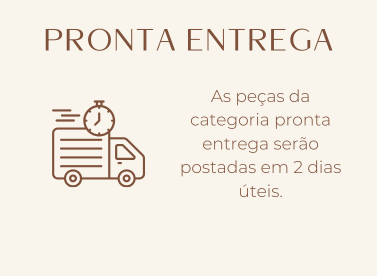 PRONTA ENTREGA
As peças da
categoria pronta
entrega serão
postadas em 2 dias
úteis.